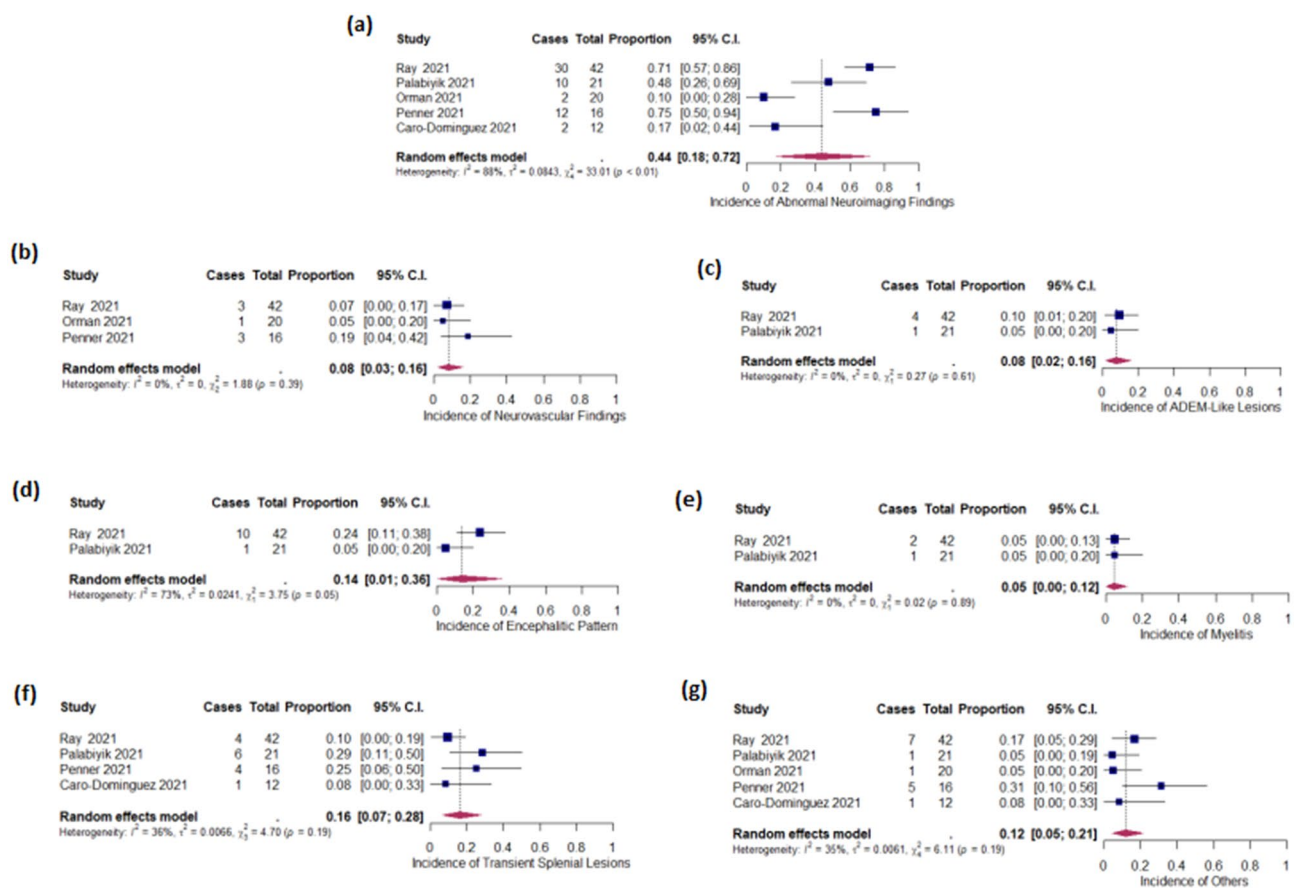 (a)
Study Cases Total Proportion 95% C.I.
Ray 2021 30 42 0.71 [0.57; 0.86]
Palabiyik 2021 10 21 0.48 [0.26; 0.69]
Orman 2021 2 20 0.10 [0.00; 0.28]
Penner 2021 12 16 0.75 [0.50; 0.94]
Caro-Dominguez 2021 2 12 0.17 [0.02; 0.44]
Random effects model . 0.44 [0.18; 0.72]
Heterogeneity: I² = 88%, τ² = 0.0843, χ²₄ = 33.01 (p < 0.01)
0 0.2 0.4 0.6 0.8 1
Incidence of Abnormal Neuroimaging Findings
(b)
Study Cases Total Proportion 95% C.I.
Ray 2021 3 42 0.07 [0.00; 0.17]
Orman 2021 1 20 0.05 [0.00; 0.20]
Penner 2021 3 16 0.19 [0.04; 0.42]
Random effects model . 0.08 [0.03; 0.16]
Heterogeneity: I² = 0%, τ² = 0, χ²₂ = 1.88 (p = 0.39)
0 0.2 0.4 0.6 0.8 1
Incidence of Neurovascular Findings
(c)
Study Cases Total Proportion 95% C.I.
Ray 2021 4 42 0.10 [0.01; 0.20]
Palabiyik 2021 1 21 0.05 [0.00; 0.20]
Random effects model . 0.08 [0.02; 0.16]
Heterogeneity: I² = 0%, τ² = 0, χ²₁ = 0.27 (p = 0.61)
0 0.2 0.4 0.6 0.8 1
Incidence of ADEM-Like Lesions
(d)
Study Cases Total Proportion 95% C.I.
Ray 2021 10 42 0.24 [0.11; 0.38]
Palabiyik 2021 1 21 0.05 [0.00; 0.20]
Random effects model . 0.14 [0.01; 0.36]
Heterogeneity: I² = 73%, τ² = 0.0241, χ²₁ = 3.75 (p = 0.05)
0 0.2 0.4 0.6 0.8 1
Incidence of Encephalitic Pattern
(e)
Study Cases Total Proportion 95% C.I.
Ray 2021 2 42 0.05 [0.00; 0.13]
Palabiyik 2021 1 21 0.05 [0.00; 0.20]
Random effects model . 0.05 [0.00; 0.12]
Heterogeneity: I² = 0%, τ² = 0, χ²₁ = 0.02 (p = 0.89)
0 0.2 0.4 0.6 0.8 1
Incidence of Myelitis
(f)
Study Cases Total Proportion 95% C.I.
Ray 2021 4 42 0.10 [0.00; 0.19]
Palabiyik 2021 6 21 0.29 [0.11; 0.50]
Penner 2021 4 16 0.25 [0.06; 0.50]
Caro-Dominguez 2021 1 12 0.08 [0.00; 0.33]
Random effects model . 0.16 [0.07; 0.28]
Heterogeneity: I² = 36%, τ² = 0.0066, χ²₃ = 4.70 (p = 0.19)
0 0.2 0.4 0.6 0.8 1
Incidence of Transient Splenial Lesions
(g)
Study Cases Total Proportion 95% C.I.
Ray 2021 7 42 0.17 [0.05; 0.29]
Palabiyik 2021 1 21 0.05 [0.00; 0.19]
Orman 2021 1 20 0.05 [0.00; 0.20]
Penner 2021 5 16 0.31 [0.10; 0.56]
Caro-Dominguez 2021 1 12 0.08 [0.00; 0.33]
Random effects model . 0.12 [0.05; 0.21]
Heterogeneity: I² = 35%, τ² = 0.0061, χ²₄ = 6.11 (p = 0.19)
0 0.2 0.4 0.6 0.8 1
Incidence of Others